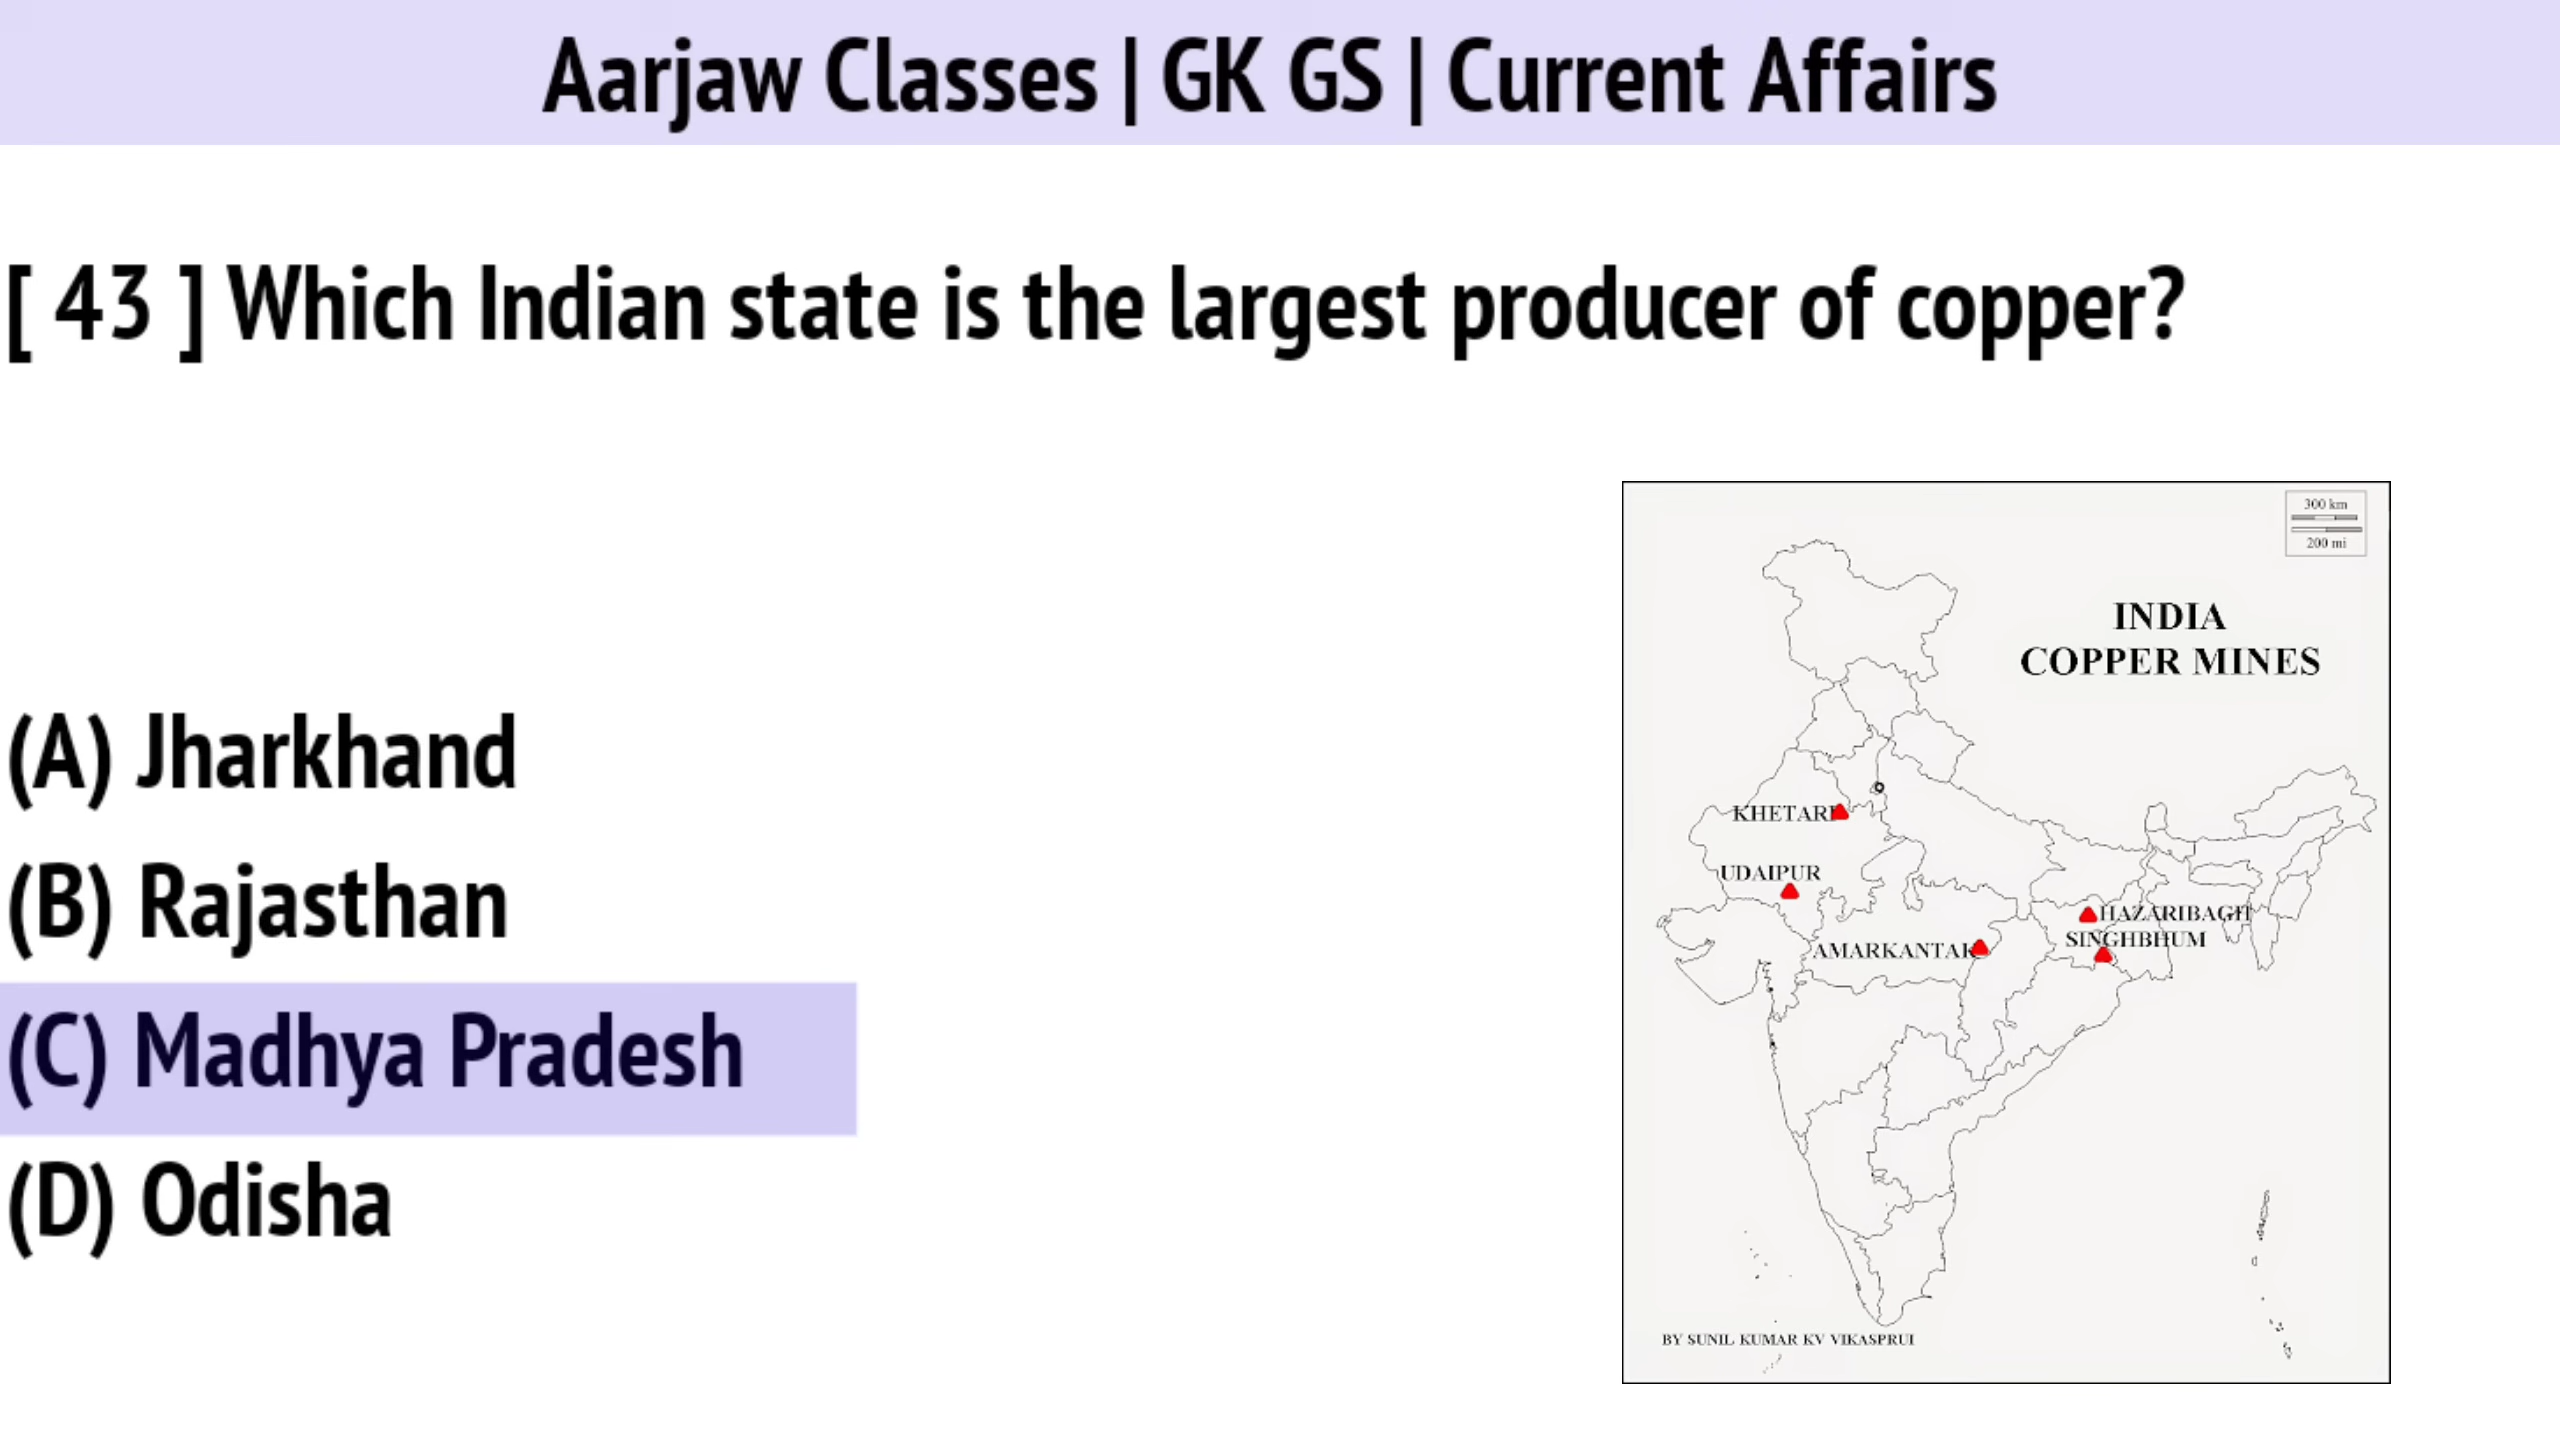 Aarjaw Classes | GK GS | Current Affairs
[ 43 ] Which Indian state is the largest producer of copper?
(A) Jharkhand
(B) Rajasthan
(C) Madhya Pradesh
(D) Odisha
300 km
200 mi
INDIA
COPPER MINES
KHETARI
UDAIPUR
HAZARIBAGH
SINGHBHUM
AMARKANTAK
BY SUNIL KUMAR KV VIKASPRUI